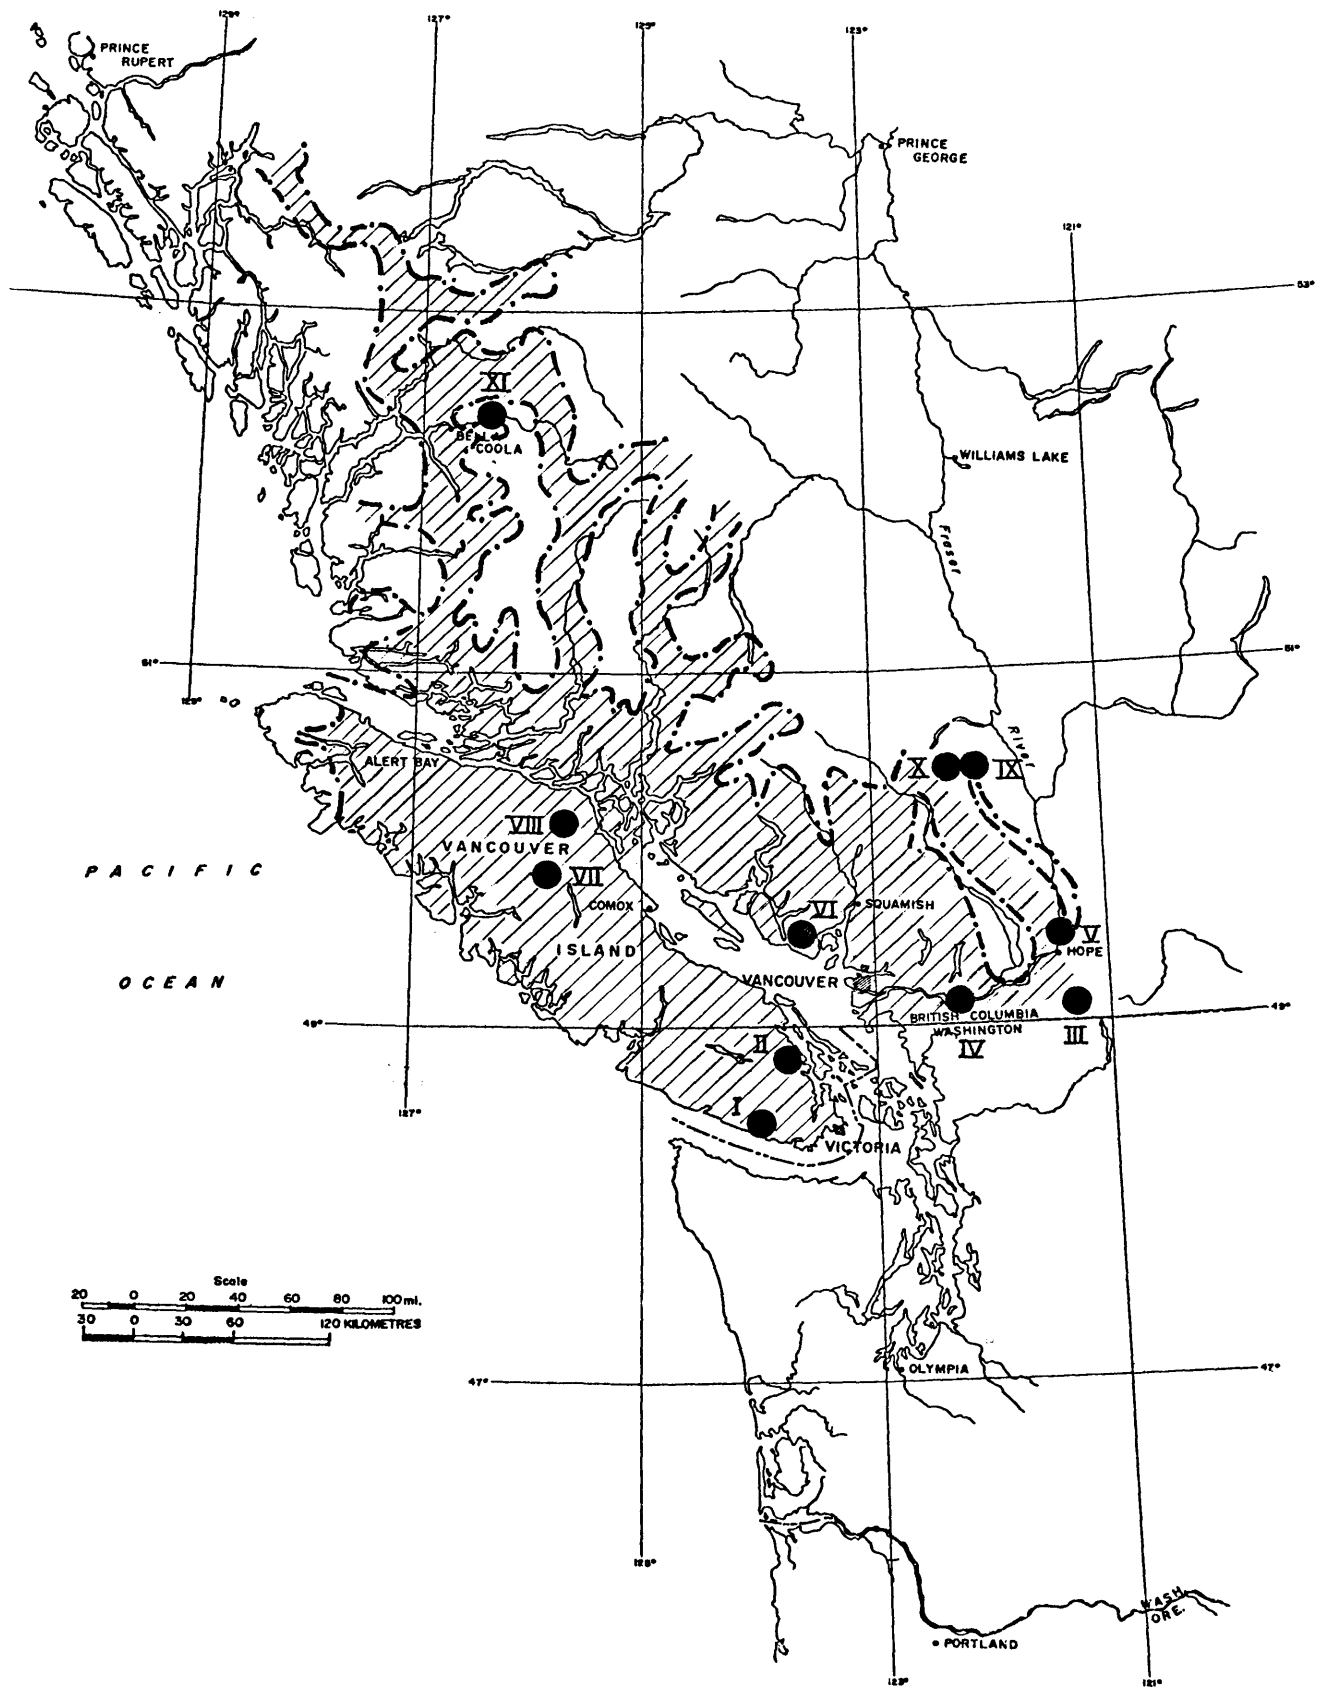 129°
127°
125°
123°
PRINCE
RUPERT
PRINCE
GEORGE
121°
53°
XI
BELLA
COOLA
WILLIAMS LAKE
Fraser
51°
51°
129°
River
ALERT BAY
X
IX
VIII
VANCOUVER
PACIFIC
VII
COMOX
VI
SQUAMISH
V
ISLAND
HOPE
OCEAN
VANCOUVER
49°
BRITISH COLUMBIA
49°
WASHINGTON
II
IV
III
127°
I
VICTORIA
Scale
20 0 20 40 60 80 100 mi.
30 0 30 60 120 KILOMETRES
OLYMPIA
47°
47°
125°
WASH.
ORE.
PORTLAND
123°
121°